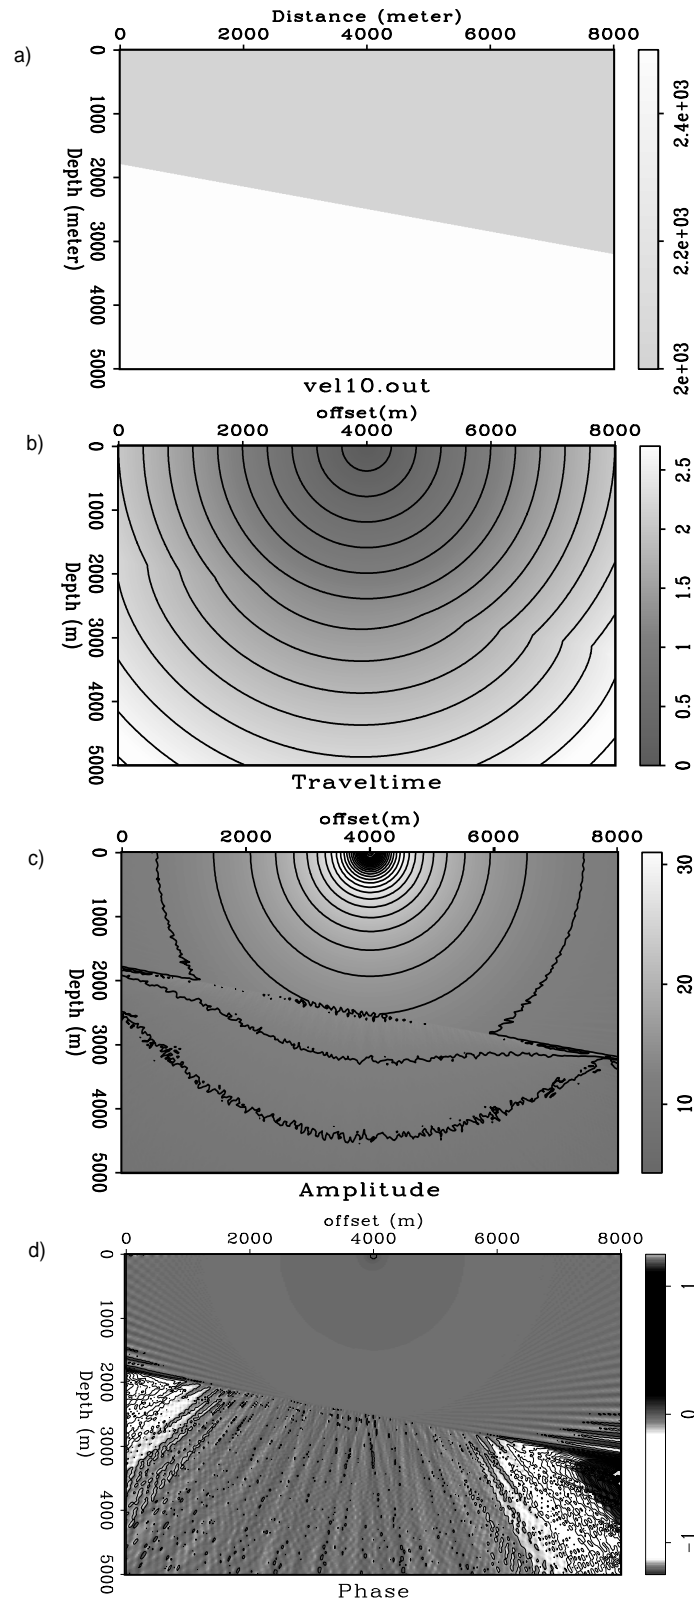 Distance (meter)
0 2000 4000 6000 8000
a)
0 1000 2000 3000 4000 5000
Depth (meter)
2e+03 2.2e+03 2.4e+03
vel10.out
offset(m)
0 2000 4000 6000 8000
b)
0 1000 2000 3000 4000 5000
Depth (m)
0 0.5 1 1.5 2 2.5
Traveltime
offset(m)
0 2000 4000 6000 8000
c)
0 1000 2000 3000 4000 5000
Depth (m)
10 20 30
Amplitude
offset (m)
0 2000 4000 6000 8000
d)
0 1000 2000 3000 4000 5000
Depth (m)
−1 0 1
Phase